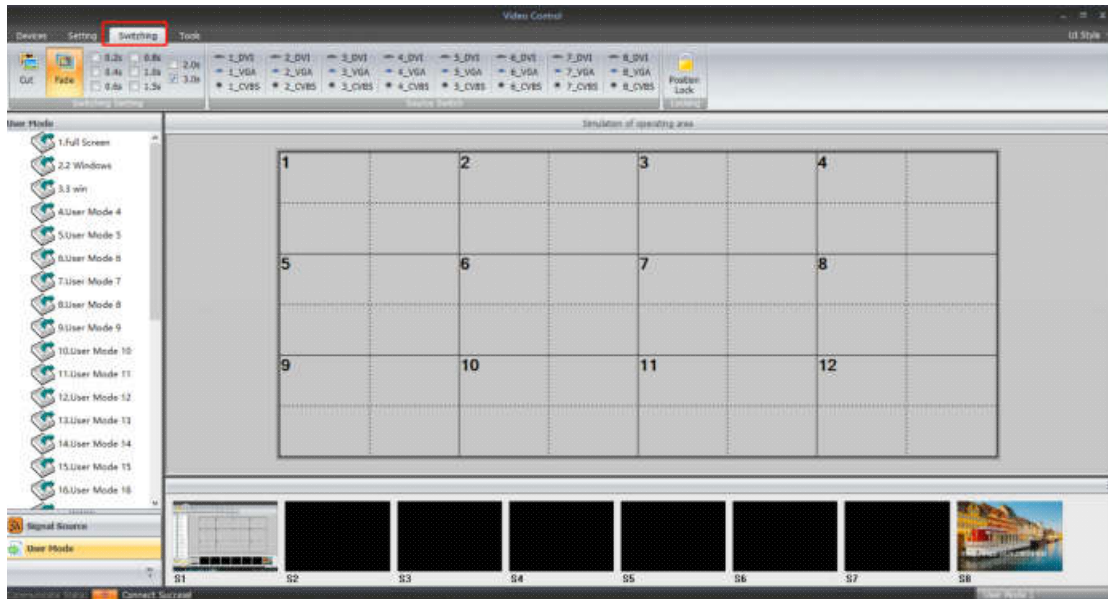 Video Control
Devices Setting Switching Tools UI Style
Cut Fade
0.2s 0.8s
0.4s 1.0s
0.6s 1.5s
2.0s
3.0s
1_DVI 2_DVI 3_DVI 4_DVI 5_DVI 6_DVI 7_DVI 8_DVI
1_VGA 2_VGA 3_VGA 4_VGA 5_VGA 6_VGA 7_VGA 8_VGA
1_CVBS 2_CVBS 3_CVBS 4_CVBS 5_CVBS 6_CVBS 7_CVBS 8_CVBS
Position
Lock
Switching Setting
User Mode
Simulation of operating area
1.Full Screen
2.2 Windows
3.3 win
4.User Mode 4
5.User Mode 5
6.User Mode 6
7.User Mode 7
8.User Mode 8
9.User Mode 9
10.User Mode 10
11.User Mode 11
12.User Mode 12
13.User Mode 13
14.User Mode 14
15.User Mode 15
16.User Mode 16
1 2 3 4
5 6 7 8
9 10 11 12
Signal Source
User Mode
S1 S2 S3 S4 S5 S6 S7 S8
Connect Succeed